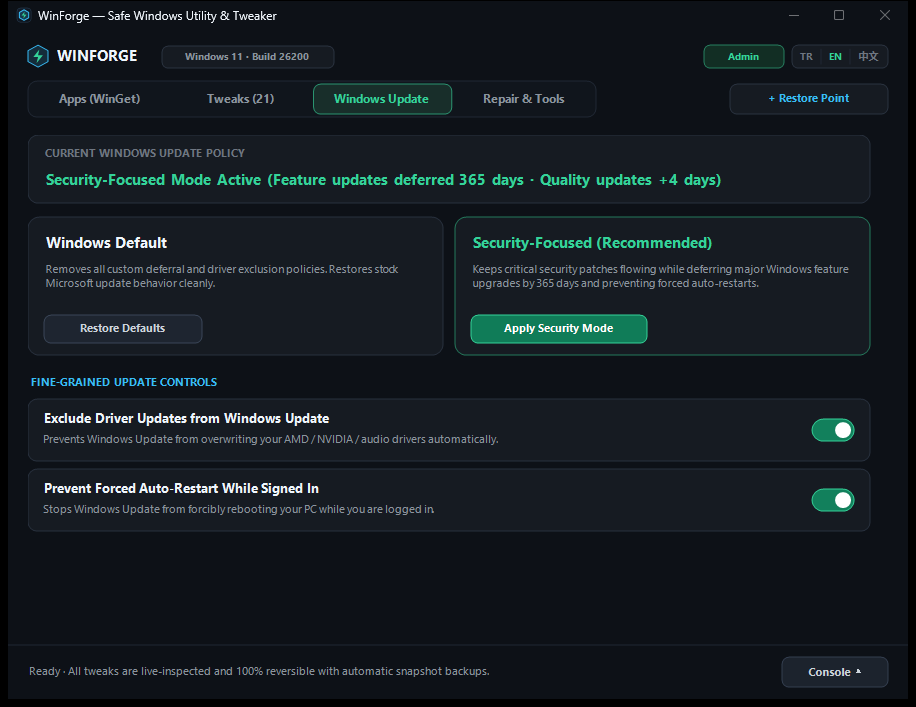 WinForge — Safe Windows Utility & Tweaker
WINFORGE
Windows 11 · Build 26200
Admin
TR EN 中文
Apps (WinGet)
Tweaks (21)
Windows Update
Repair & Tools
+ Restore Point
CURRENT WINDOWS UPDATE POLICY
Security-Focused Mode Active (Feature updates deferred 365 days · Quality updates +4 days)
Windows Default
Removes all custom deferral and driver exclusion policies. Restores stock
Microsoft update behavior cleanly.
Restore Defaults
Security-Focused (Recommended)
Keeps critical security patches flowing while deferring major Windows feature
upgrades by 365 days and preventing forced auto-restarts.
Apply Security Mode
FINE-GRAINED UPDATE CONTROLS
Exclude Driver Updates from Windows Update
Prevents Windows Update from overwriting your AMD / NVIDIA / audio drivers automatically.
Prevent Forced Auto-Restart While Signed In
Stops Windows Update from forcibly rebooting your PC while you are logged in.
Ready · All tweaks are live-inspected and 100% reversible with automatic snapshot backups.
Console ▲